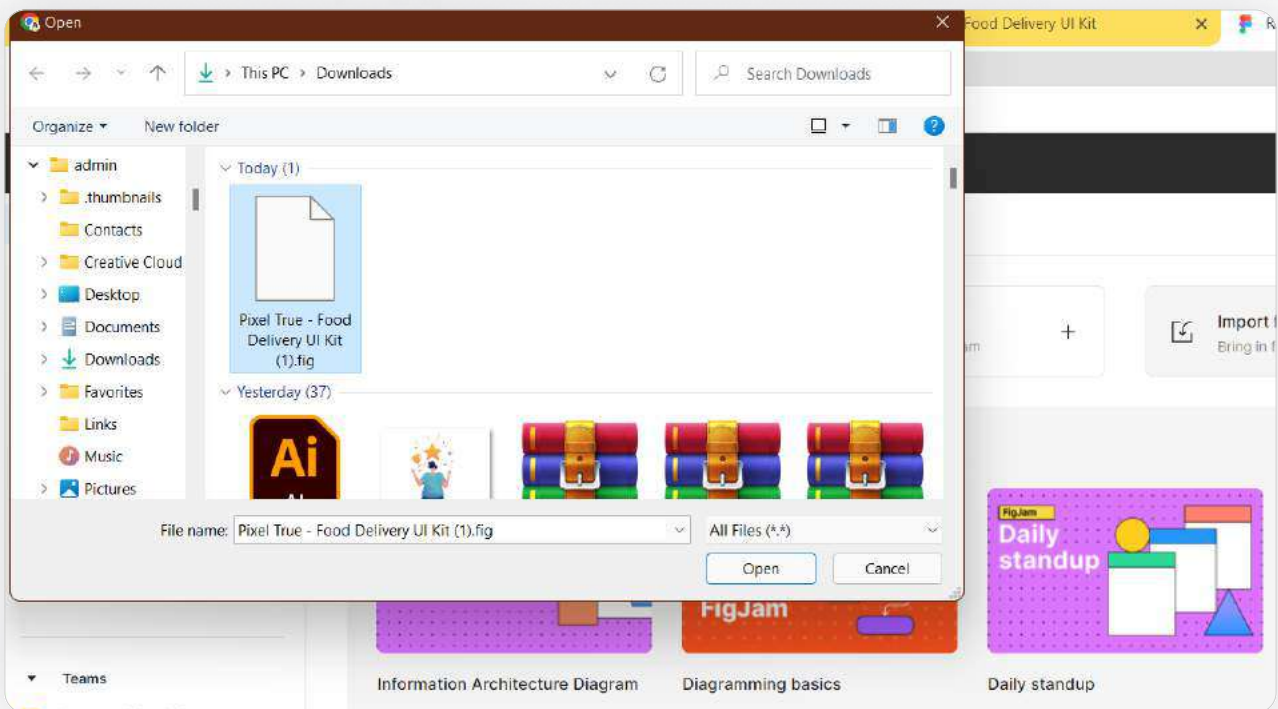 Open
Food Delivery UI Kit
This PC > Downloads
Search Downloads
Organize
New folder
admin
.thumbnails
Contacts
Creative Cloud
Desktop
Documents
Downloads
Favorites
Links
Music
Pictures
Today (1)
Pixel True - Food
Delivery UI Kit
(1).fig
Yesterday (37)
Ai
File name:
Pixel True - Food Delivery UI Kit (1).fig
All Files (*.*)
Open
Cancel
Import
Bring in
FigJam
Daily
standup
FigJam
Teams
Information Architecture Diagram
Diagramming basics
Daily standup